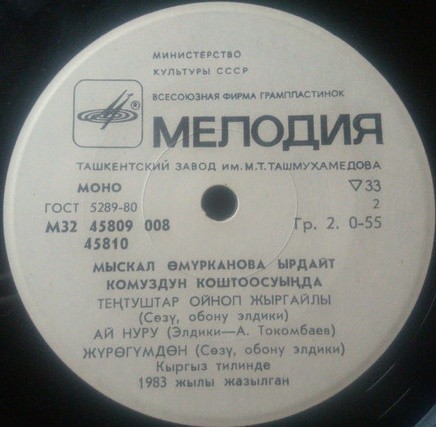 МИНИСТЕРСТВО
КУЛЬТУРЫ СССР
ВСЕСОЮЗНАЯ ФИРМА ГРАМПЛАСТИНОК
®
МЕЛОДИЯ
ТАШКЕНТСКИЙ ЗАВОД ИМ. М.Т. ТАШМУХАМЕДОВА
МОНО ▽33
ГОСТ 5289-80 2
М32 45809 008 Гр. 2. 0-55
45810
МЫСКАЛ ӨМҮРКАНОВА ЫРДАЙТ
КОМУЗДУН КОШТООСУЫНДА
ТЕҢТУШТАР ОЙНОП ЖЫРГАЙЛЫ
(Сөзү, обону элдики)
АЙ НУРУ (Элдики—А. Токомбаев)
ЖҮРӨГҮМДӨН (Сөзү, обону элдики)
Кыргыз тилинде
1983 жылы жазылган